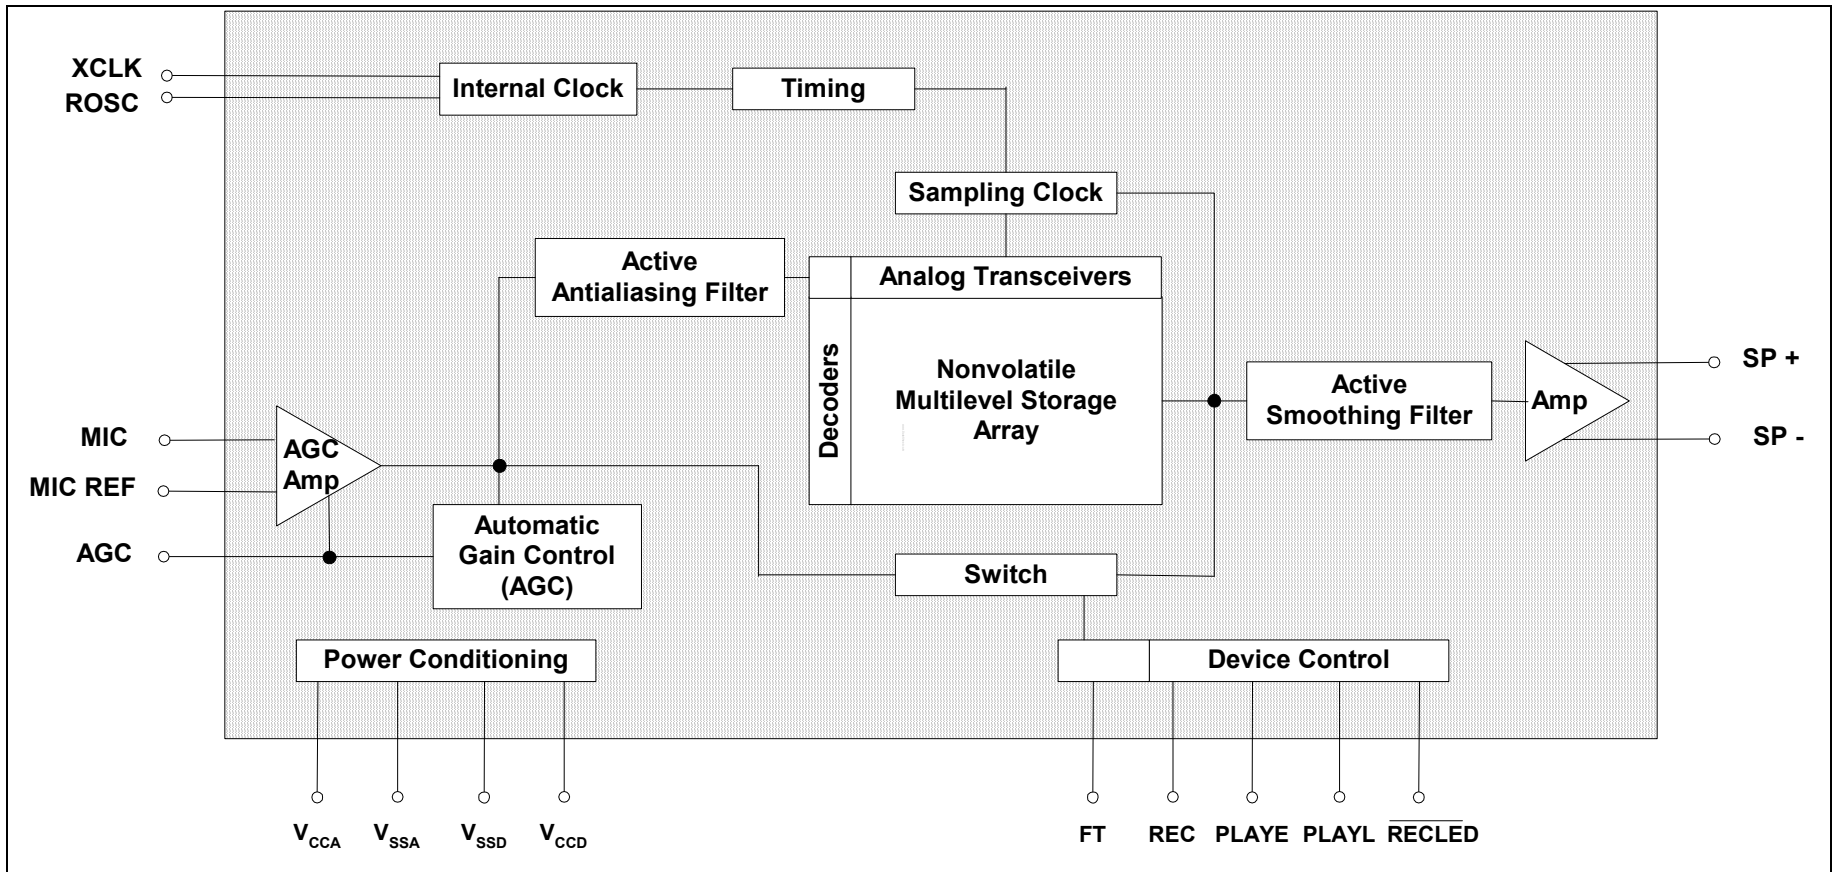 XCLK
ROSC
Internal Clock
Timing
Sampling Clock
Active
Antialiasing Filter
Analog Transceivers
Decoders
Nonvolatile
Multilevel Storage
Array
Active
Smoothing Filter
Amp
SP +
SP -
MIC
MIC REF
AGC
AGC
Amp
Automatic
Gain Control
(AGC)
Switch
Power Conditioning
Device Control
VCCA
VSSA
VSSD
VCCD
FT
REC
PLAYE
PLAYL
RECLED